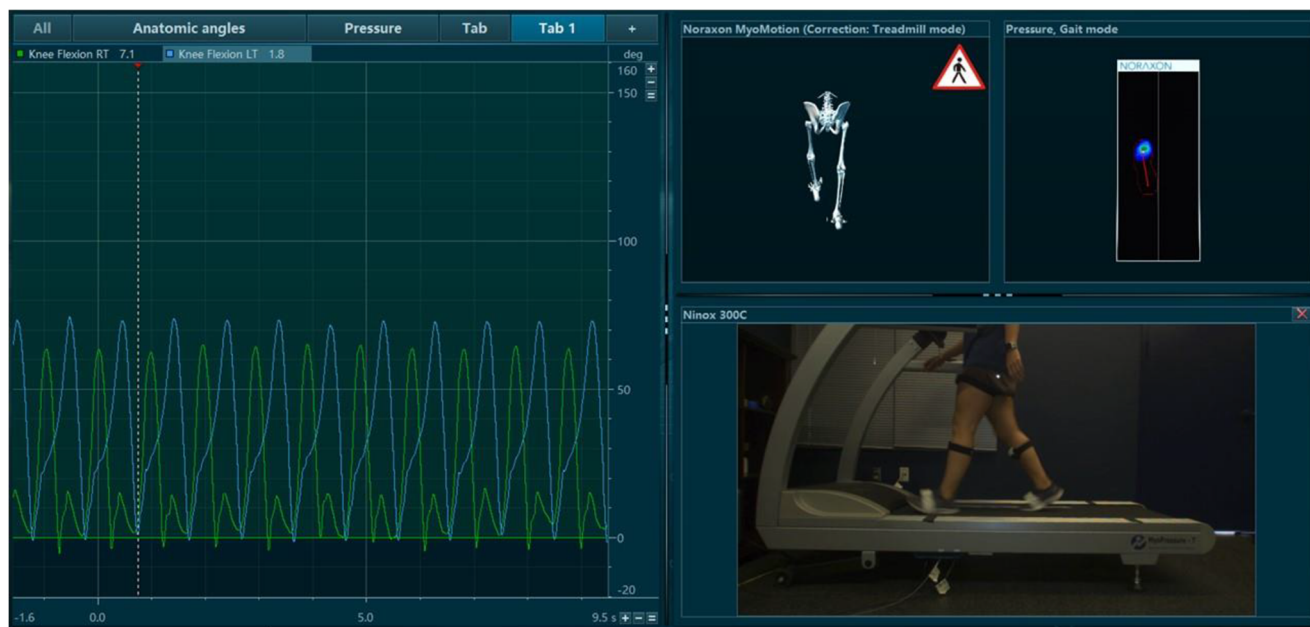 All Anatomic angles Pressure Tab Tab 1 +
Knee Flexion RT 7.1 Knee Flexion LT 1.8 deg
160
150
100
50
0
-20
-1.6 0.0 5.0 9.5 s
Noraxon MyoMotion (Correction: Treadmill mode)
Pressure, Gait mode
NORAXON
Ninox 300C
MyoPressure - T